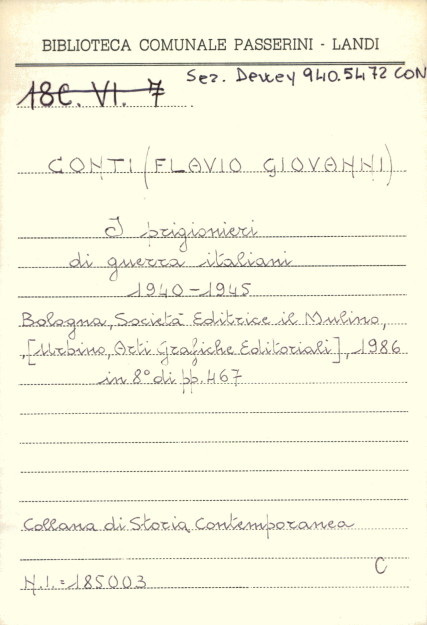 BIBLIOTECA COMUNALE PASSERINI - LANDI
Sez. Dewey 940.5472 CON
18C. VI. 7
CONTI (FLAVIO GIOVANNI)
I prigionieri
di guerra italiani
1940-1945
Bologna, Società Editrice il Mulino,
,[Urbino, Arti Grafiche Editoriali], 1986
in 8° di pp. 467
Collana di Storia Contemporanea
C
N.I.=185003